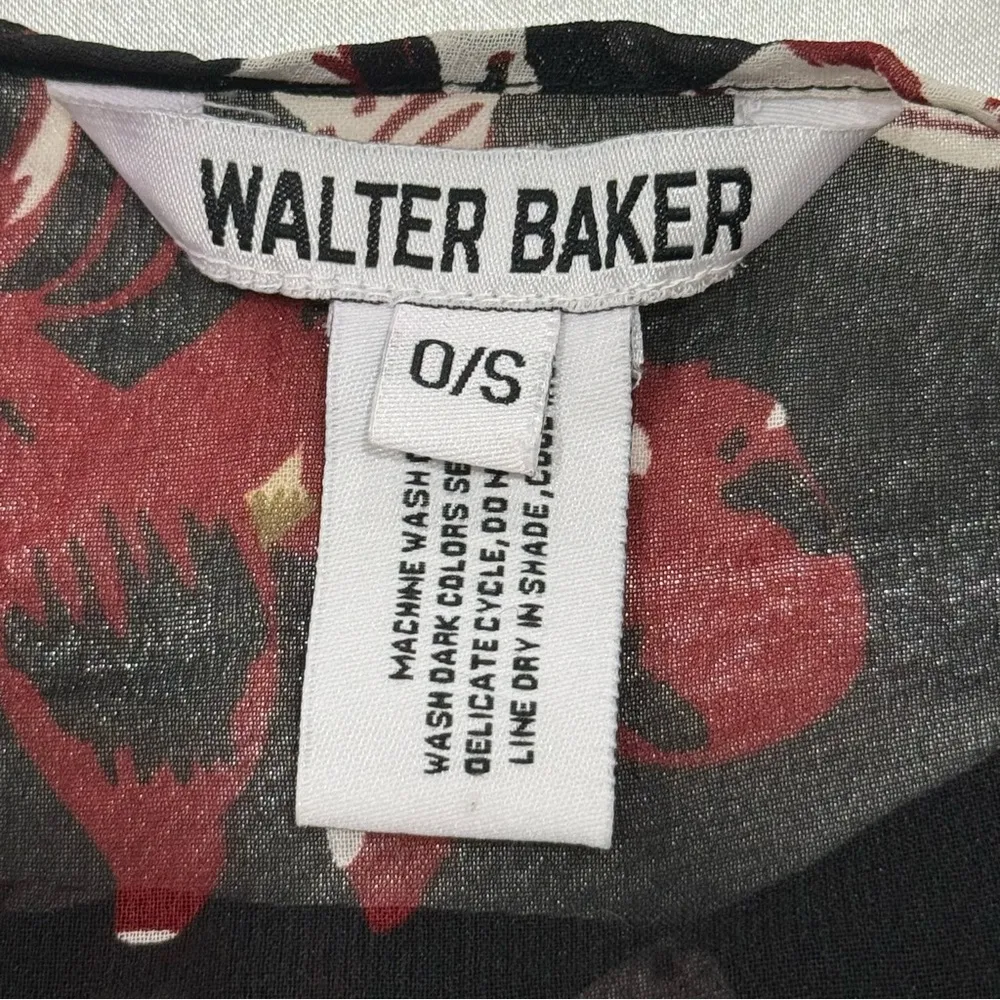 WALTER BAKER
O/S
MACHINE WASH
WASH DARK COLORS
DELICATE CYCLE, DO
LINE DRY IN SHADE,